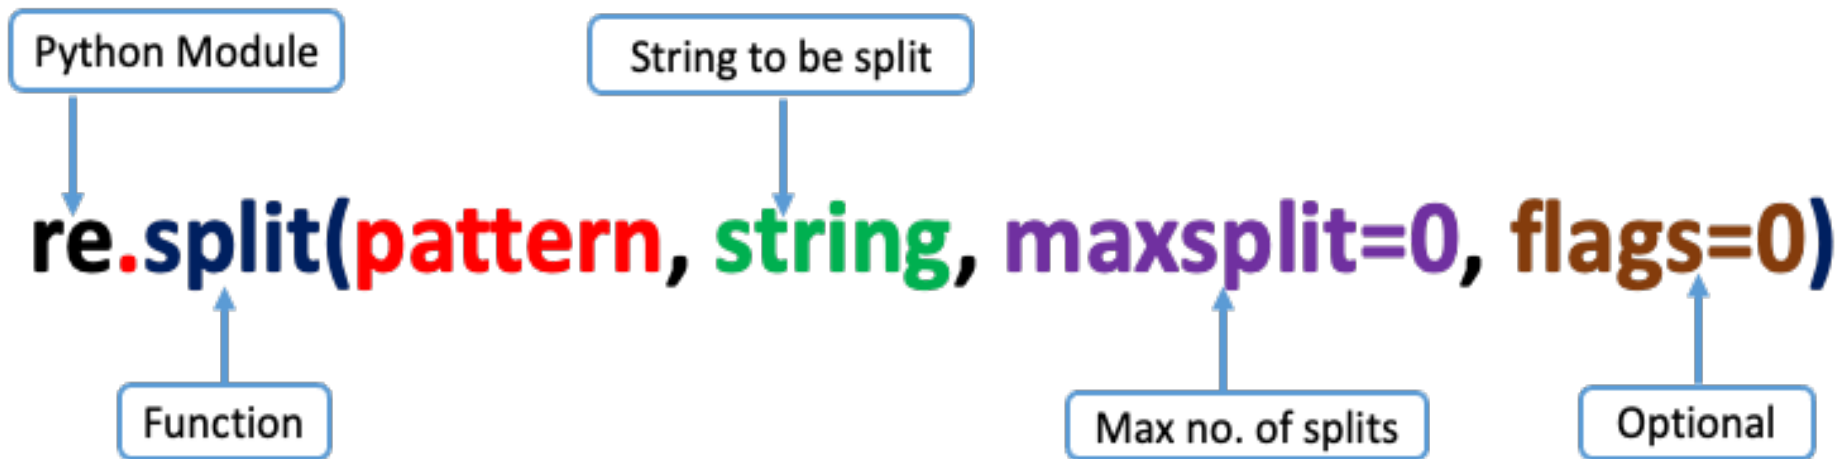 Python Module
String to be split
re.split(pattern, string, maxsplit=0, flags=0)
Function
Max no. of splits
Optional